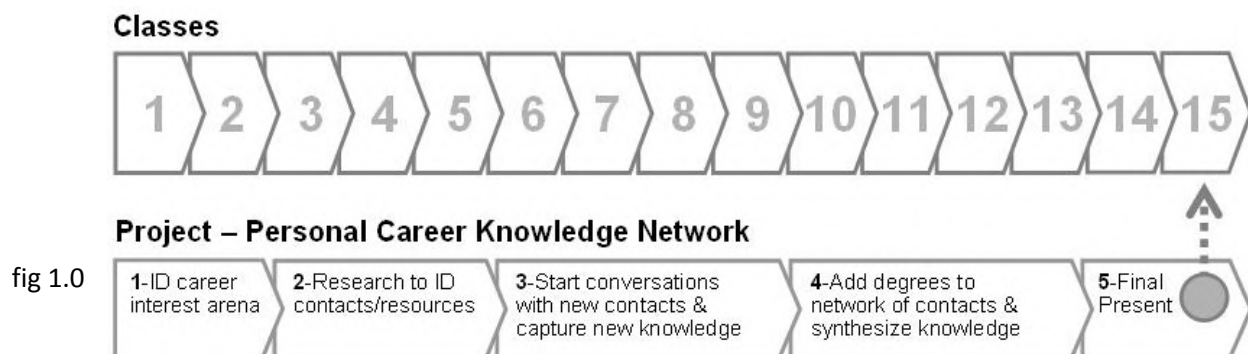 Classes
1 2 3 4 5 6 7 8 9 10 11 12 13 14 15
Project – Personal Career Knowledge Network
fig 1.0
1-ID career
interest arena
2-Research to ID
contacts/resources
3-Start conversations
with new contacts &
capture new knowledge
4-Add degrees to
network of contacts &
synthesize knowledge
5-Final
Present